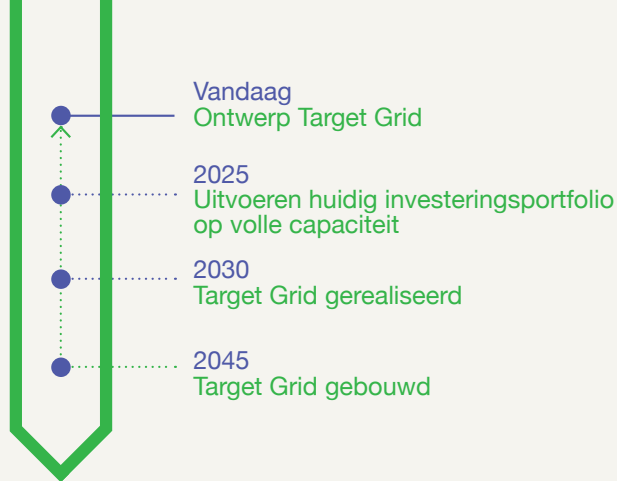 Vandaag
Ontwerp Target Grid
2025
Uitvoeren huidig investeringsportfolio
op volle capaciteit
2030
Target Grid gerealiseerd
2045
Target Grid gebouwd